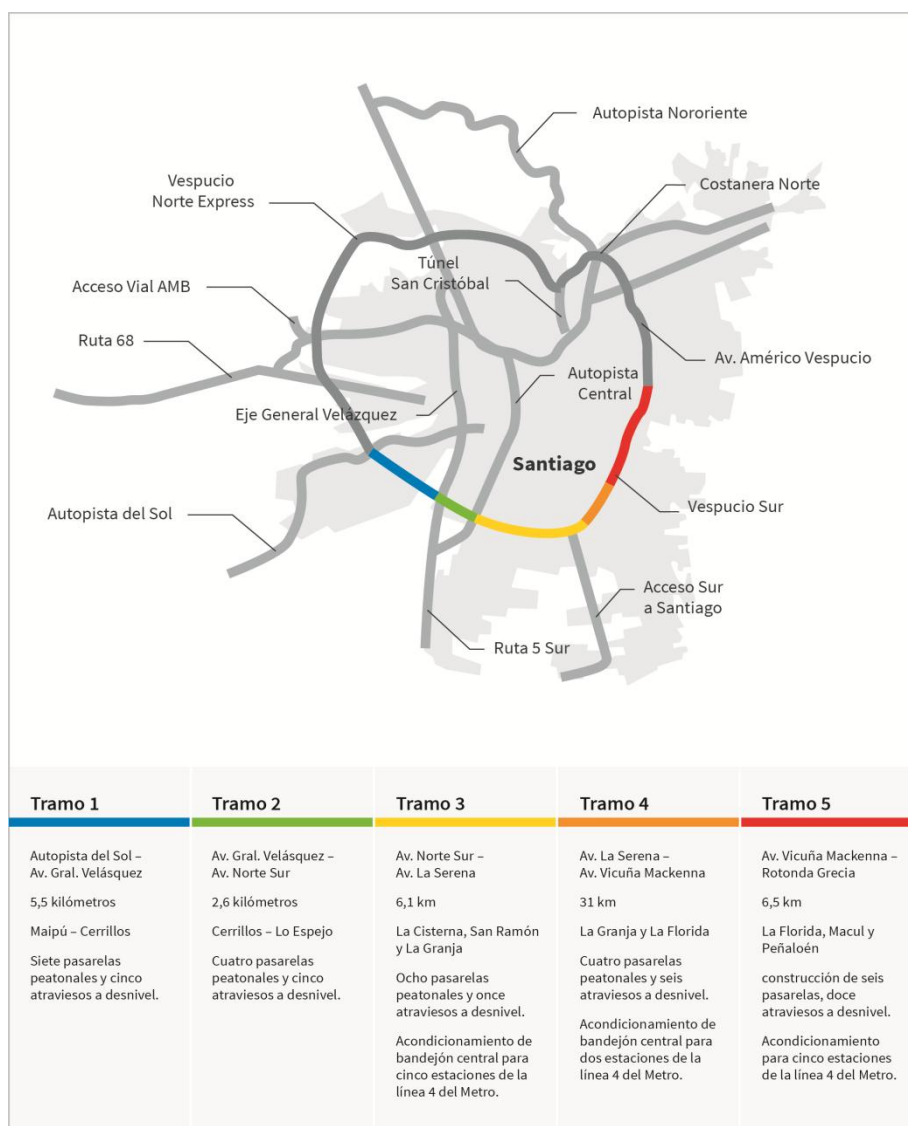 Autopista Nororiente
Vespucio
Norte Express
Costanera Norte
Túnel
San Cristóbal
Acceso Vial AMB
Ruta 68
Av. Américo Vespucio
Autopista
Central
Eje General Velázquez
Santiago
Autopista del Sol
Vespucio Sur
Acceso Sur
a Santiago
Ruta 5 Sur
Tramo 1
Autopista del Sol –
Av. Gral. Velásquez
5,5 kilómetros
Maipú – Cerrillos
Siete pasarelas
peatonales y cinco
atraviesos a desnivel.
Tramo 2
Av. Gral. Velásquez –
Av. Norte Sur
2,6 kilómetros
Cerrillos – Lo Espejo
Cuatro pasarelas
peatonales y cinco
atraviesos a desnivel.
Tramo 3
Av. Norte Sur –
Av. La Serena
6,1 km
La Cisterna, San Ramón
y La Granja
Ocho pasarelas
peatonales y once
atraviesos a desnivel.
Acondicionamiento de
bandejón central para
cinco estaciones de la
línea 4 del Metro.
Tramo 4
Av. La Serena –
Av. Vicuña Mackenna
31 km
La Granja y La Florida
Cuatro pasarelas
peatonales y seis
atraviesos a desnivel.
Acondicionamiento de
bandejón central para
dos estaciones de la
línea 4 del Metro.
Tramo 5
Av. Vicuña Mackenna –
Rotonda Grecia
6,5 km
La Florida, Macul y
Peñaloén
construcción de seis
pasarelas, doce
atraviesos a desnivel.
Acondicionamiento
para cinco estaciones
de la línea 4 del Metro.